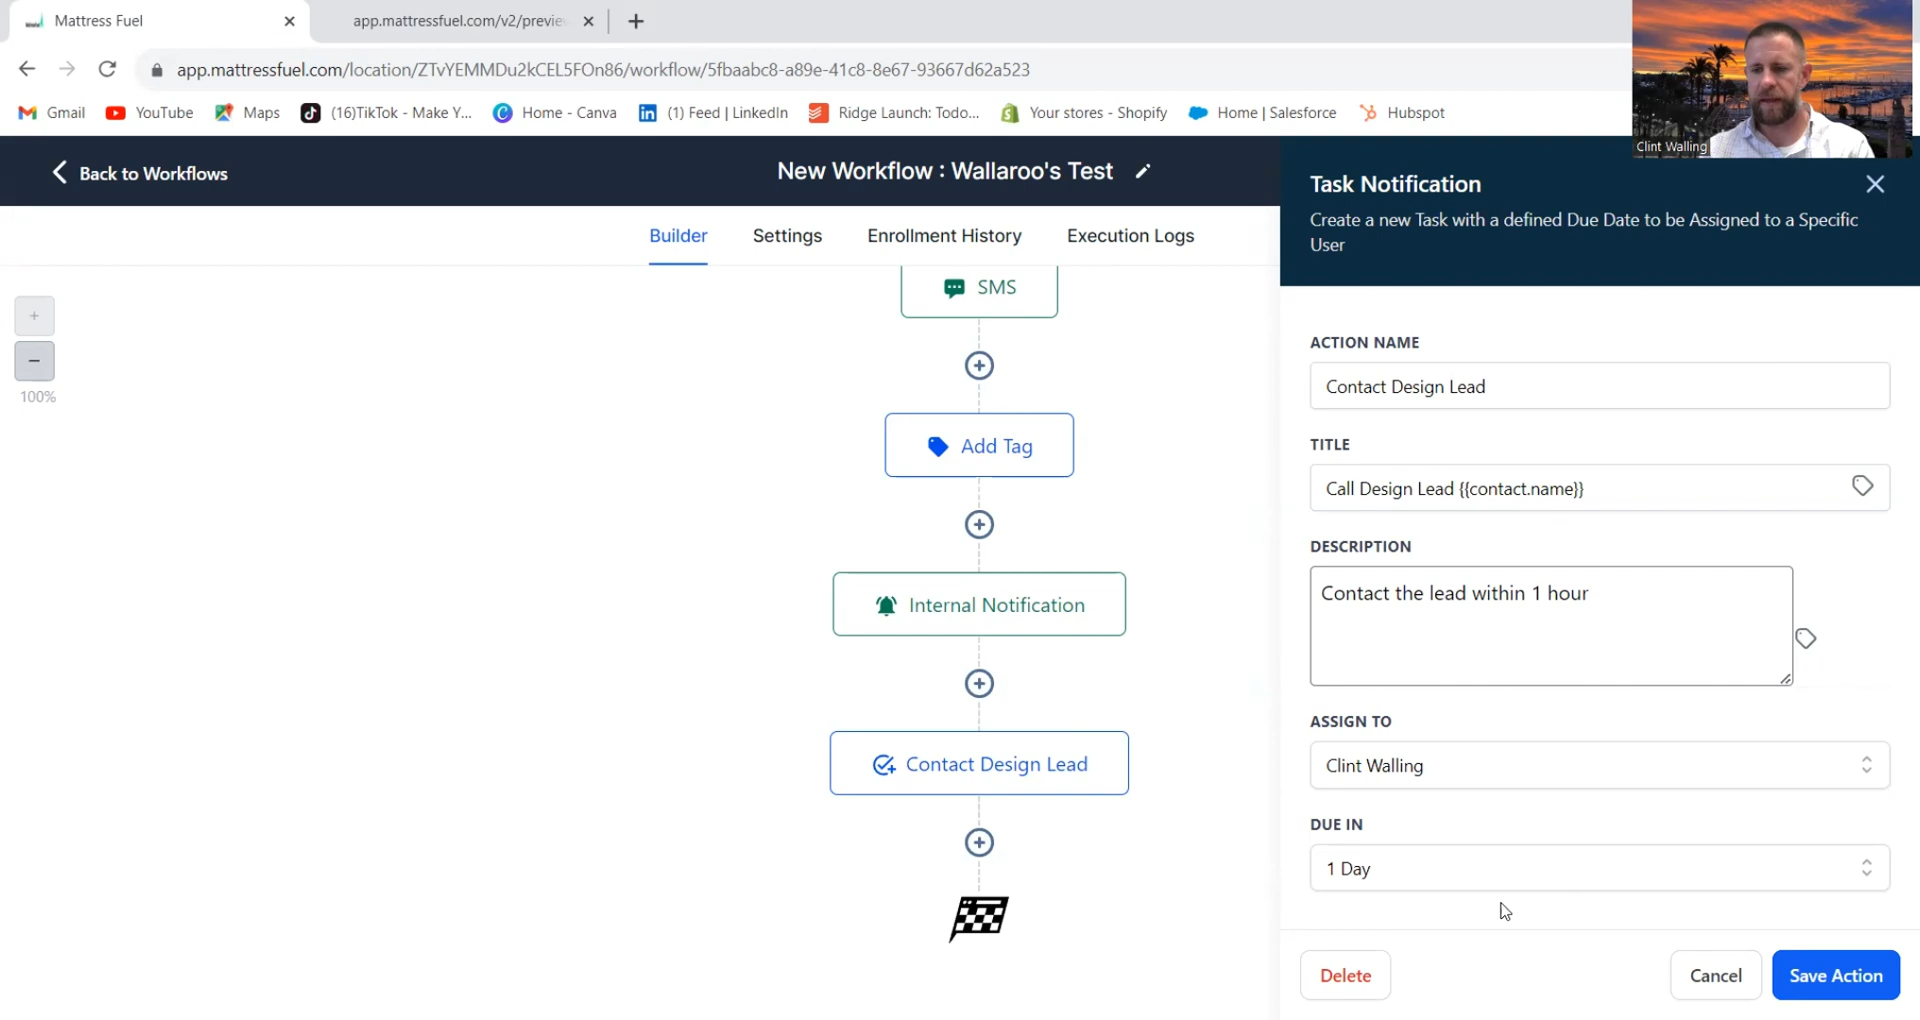 Mattress Fuel
app.mattressfuel.com/v2/previe
app.mattressfuel.com/location/ZTvYEMMDu2kCEL5FOn86/workflow/5fbaabc8-a89e-41c8-8e67-93667d62a523
Gmail
YouTube
Maps
(16)TikTok - Make Y...
Home - Canva
(1) Feed | LinkedIn
Ridge Launch: Todo...
Your stores - Shopify
Home | Salesforce
Hubspot
Clint Walling
Back to Workflows
New Workflow : Wallaroo's Test
Builder
Settings
Enrollment History
Execution Logs
100%
SMS
Add Tag
Internal Notification
Contact Design Lead
Task Notification
Create a new Task with a defined Due Date to be Assigned to a Specific
User
ACTION NAME
Contact Design Lead
TITLE
Call Design Lead {{contact.name}}
DESCRIPTION
Contact the lead within 1 hour
ASSIGN TO
Clint Walling
DUE IN
1 Day
Delete
Cancel
Save Action